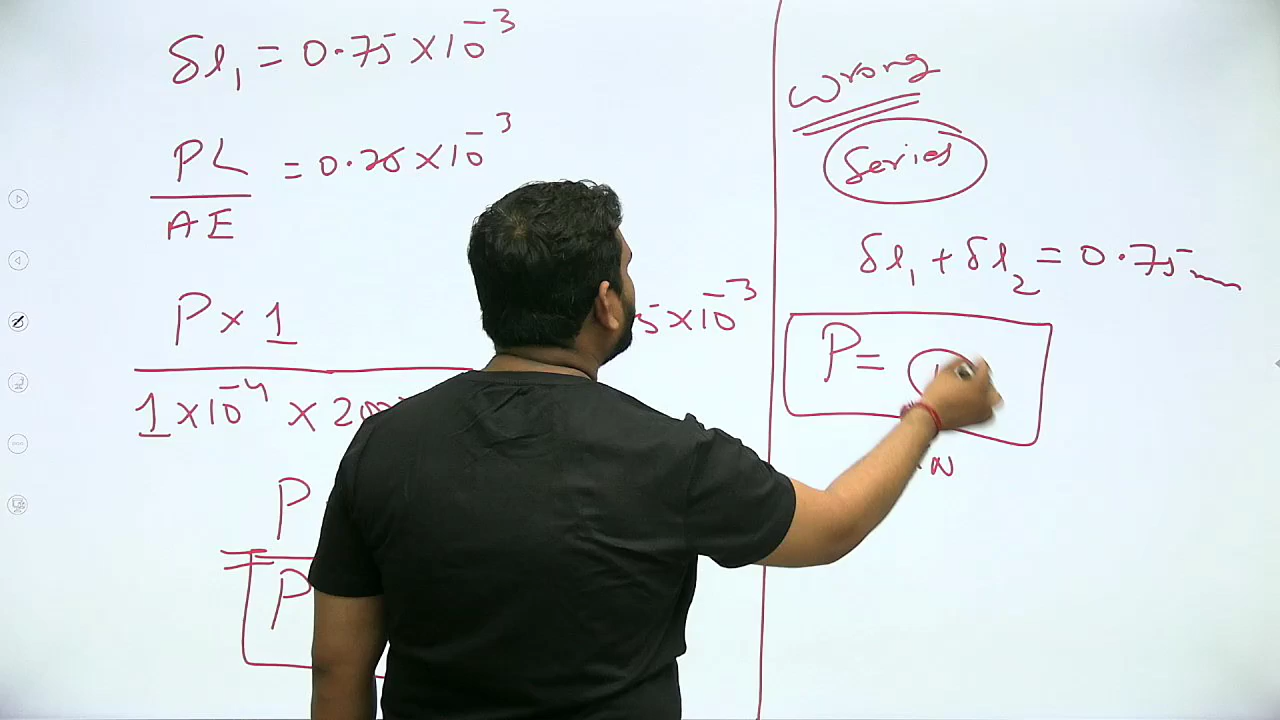 δl₁ = 0.75 × 10⁻³
PL / AE = 0.76 × 10⁻³
P × 1
5 × 10⁻³
1 × 10⁻⁴ × 200
P
P
Wrong
Series
δl₁ + δl₂ = 0.75
P =
N